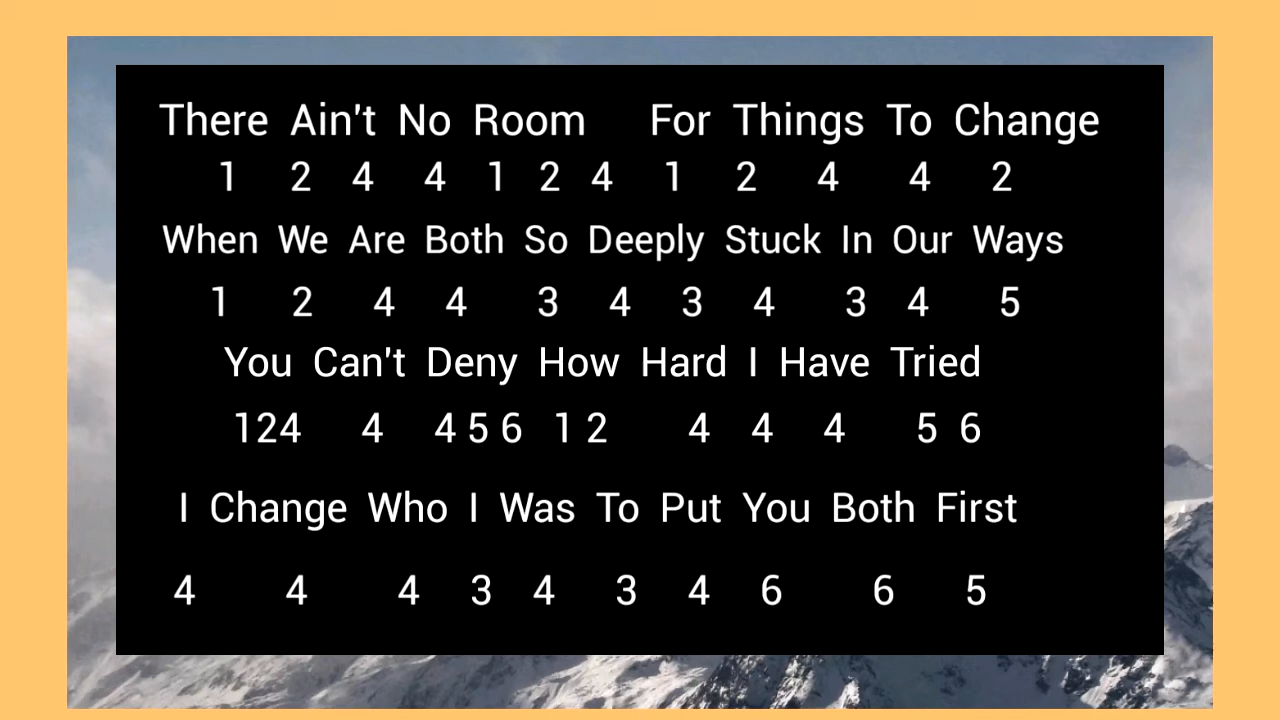 There Ain't No Room For Things To Change
1 2 4 4 1 2 4 1 2 4 4 2
When We Are Both So Deeply Stuck In Our Ways
1 2 4 4 3 4 3 4 3 4 5
You Can't Deny How Hard I Have Tried
124 4 4 5 6 1 2 4 4 4 5 6
I Change Who I Was To Put You Both First
4 4 4 3 4 3 4 6 6 5